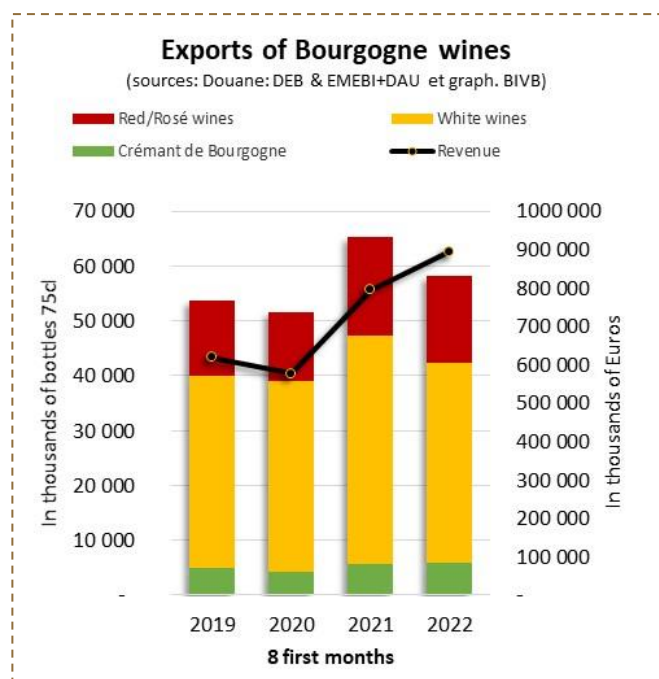 Exports of Bourgogne wines
(sources: Douane: DEB & EMEBI+DAU et graph. BIVB)
Red/Rosé wines
White wines
Crémant de Bourgogne
Revenue
In thousands of bottles 75cl
70 000
60 000
50 000
40 000
30 000
20 000
10 000
-
1000 000
900 000
800 000
700 000
600 000
500 000
400 000
300 000
200 000
100 000
-
In thousands of Euros
2019 2020 2021 2022
8 first months